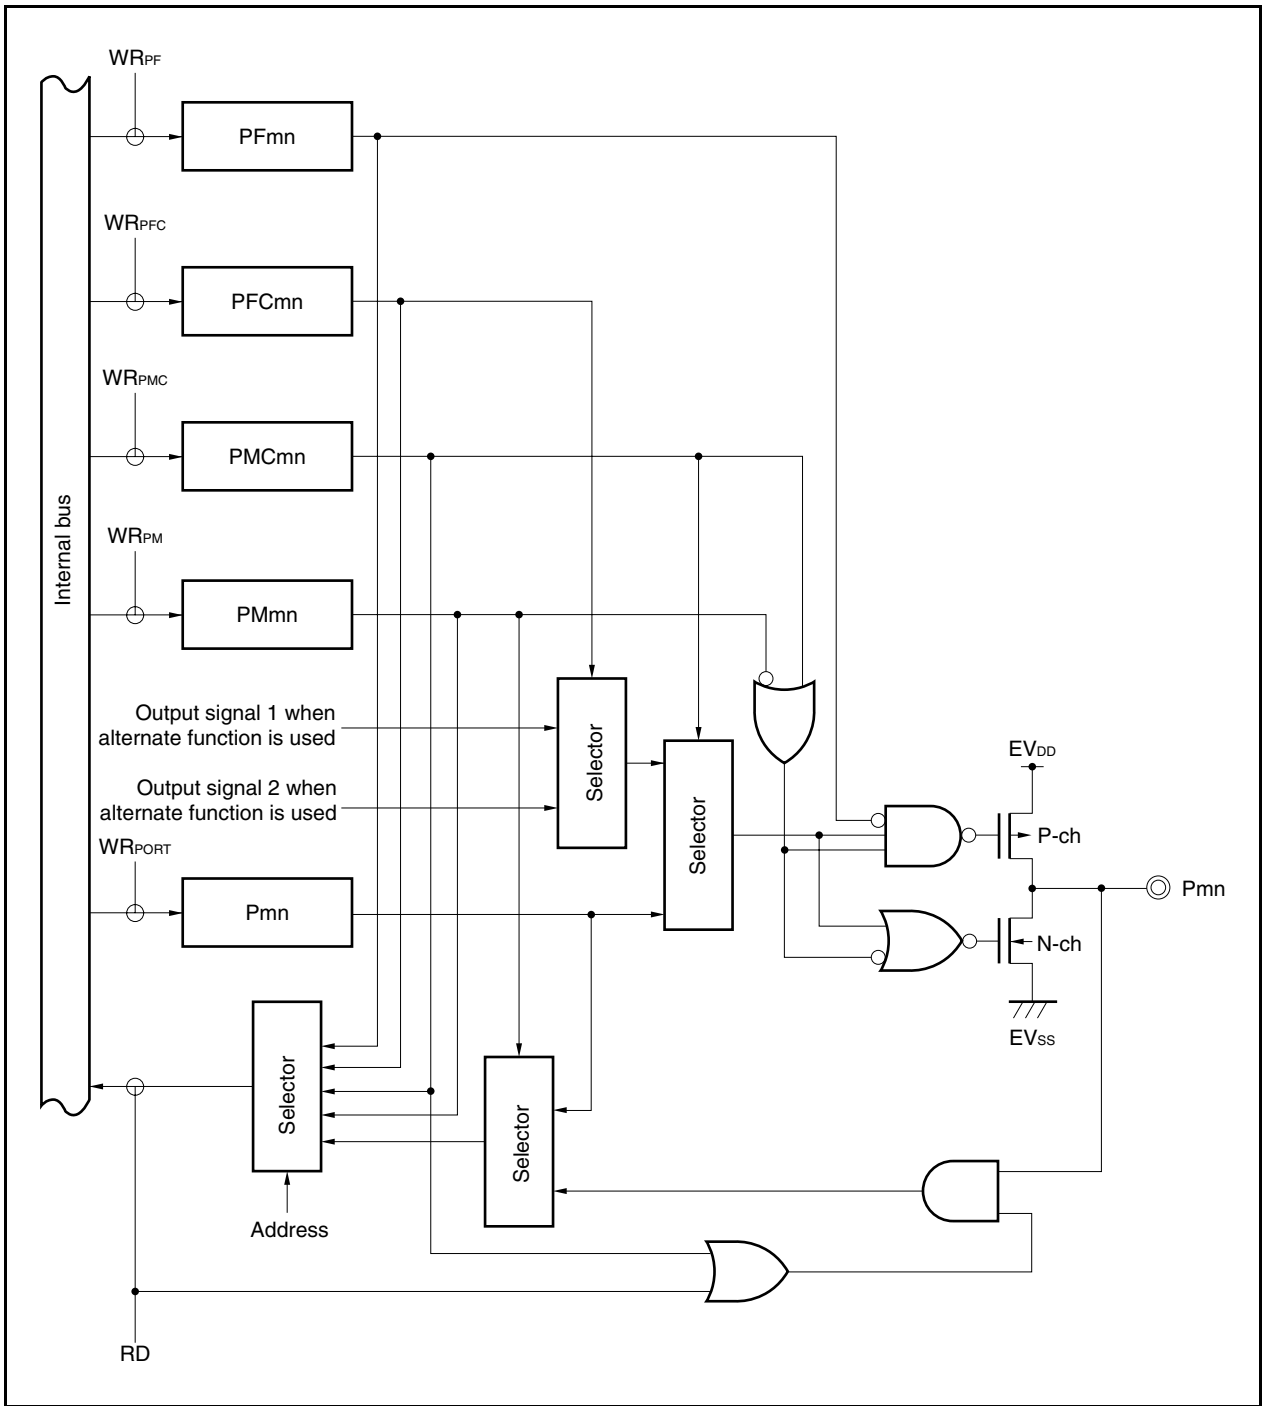 WRPF
PFmn
WRPFC
PFCmn
WRPMC
PMCmn
WRPM
PMmn
Internal bus
Output signal 1 when
alternate function is used
Output signal 2 when
alternate function is used
Selector
Selector
WRPORT
Pmn
EVDD
P-ch
Pmn
N-ch
EVSS
Selector
Selector
Address
RD